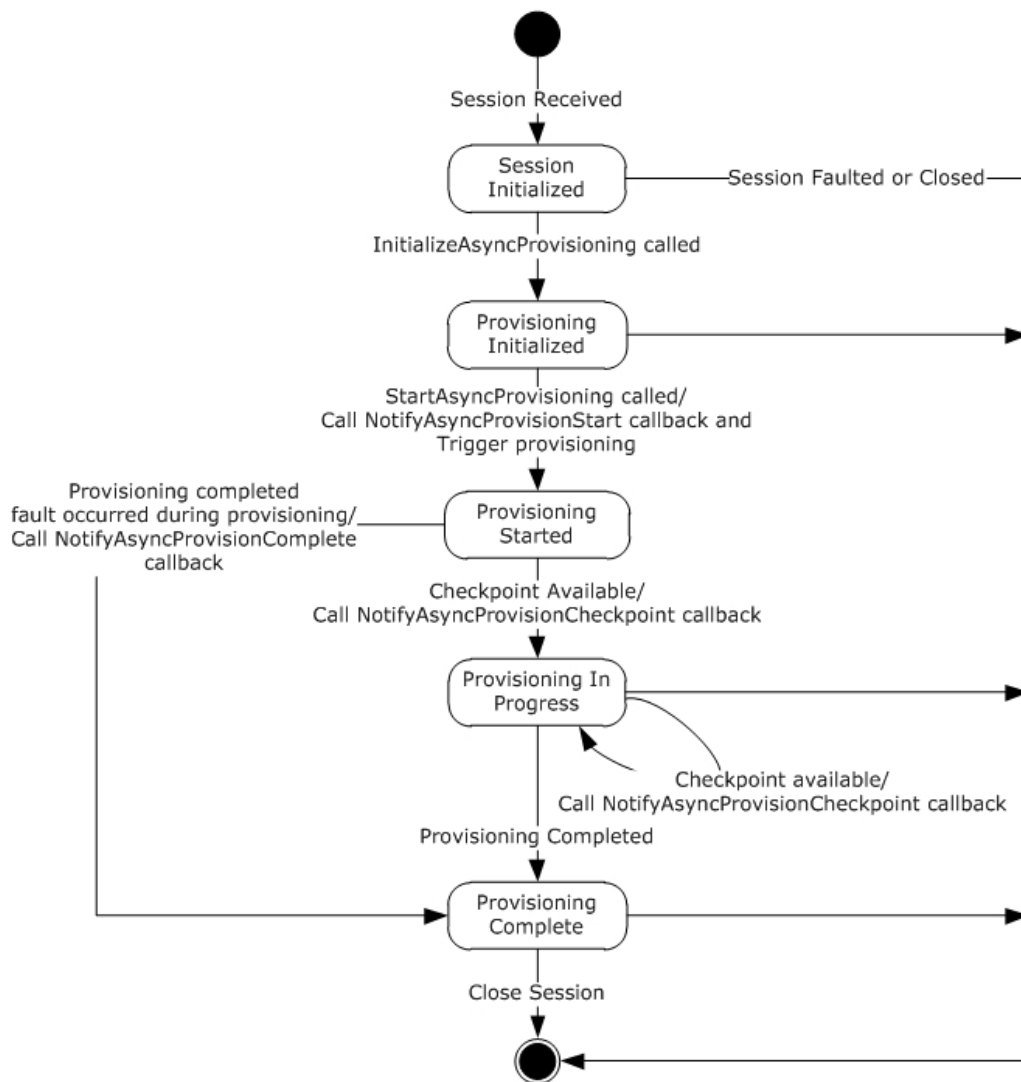 Session Received
Session
Initialized
Session Faulted or Closed
InitializeAsyncProvisioning called
Provisioning
Initialized
StartAsyncProvisioning called/
Call NotifyAsyncProvisionStart callback and
Trigger provisioning
Provisioning completed
fault occurred during provisioning/
Call NotifyAsyncProvisionComplete
callback
Provisioning
Started
Checkpoint Available/
Call NotifyAsyncProvisionCheckpoint callback
Provisioning In
Progress
Checkpoint available/
Call NotifyAsyncProvisionCheckpoint callback
Provisioning Completed
Provisioning
Complete
Close Session